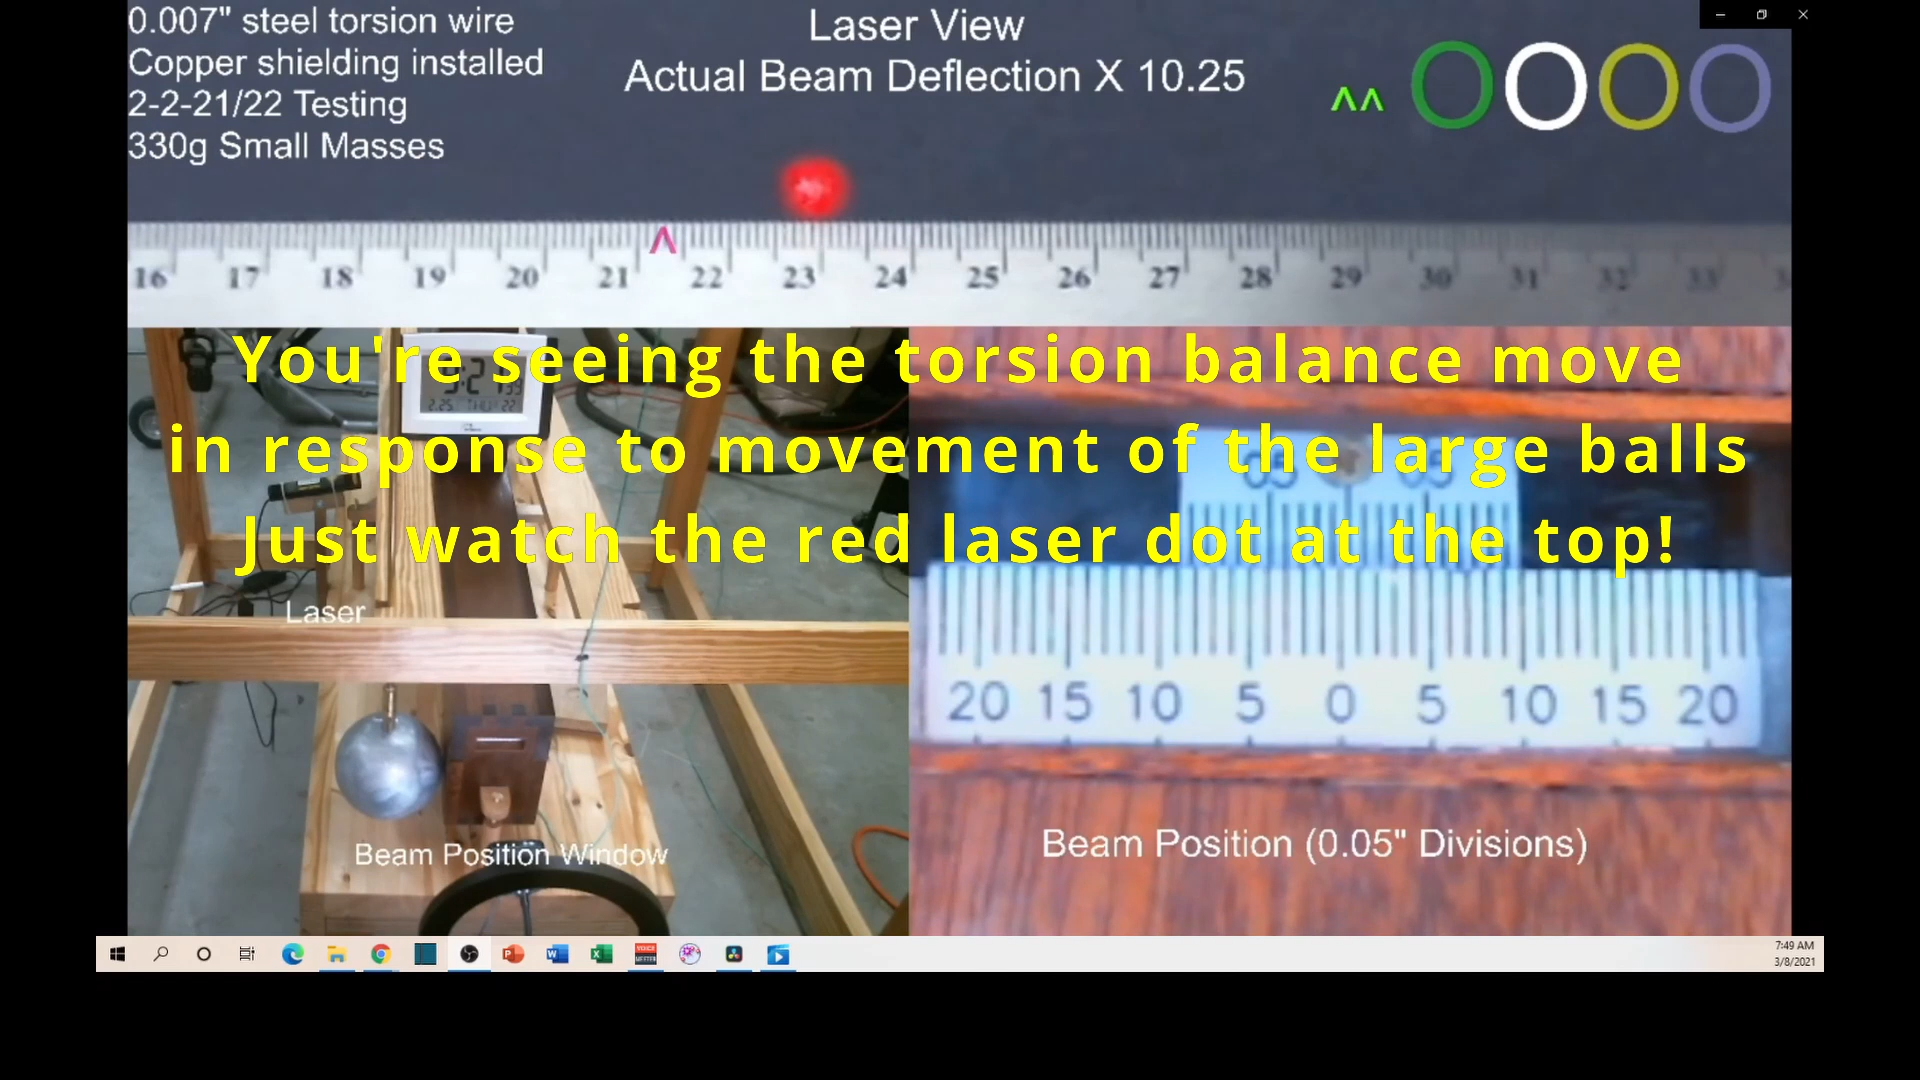 0.007" steel torsion wire
Copper shielding installed
2-2-21/22 Testing
330g Small Masses
Laser View
Actual Beam Deflection X 10.25
^^ O O O O
^
16 17 18 19 20 21 22 23 24 25 26 27 28 29 30 31 32 33
You're seeing the torsion balance move
in response to movement of the large balls
Just watch the red laser dot at the top!
Laser
20 15 10 5 0 5 10 15 20
Beam Position Window
Beam Position (0.05" Divisions)
7:49 AM
3/8/2021